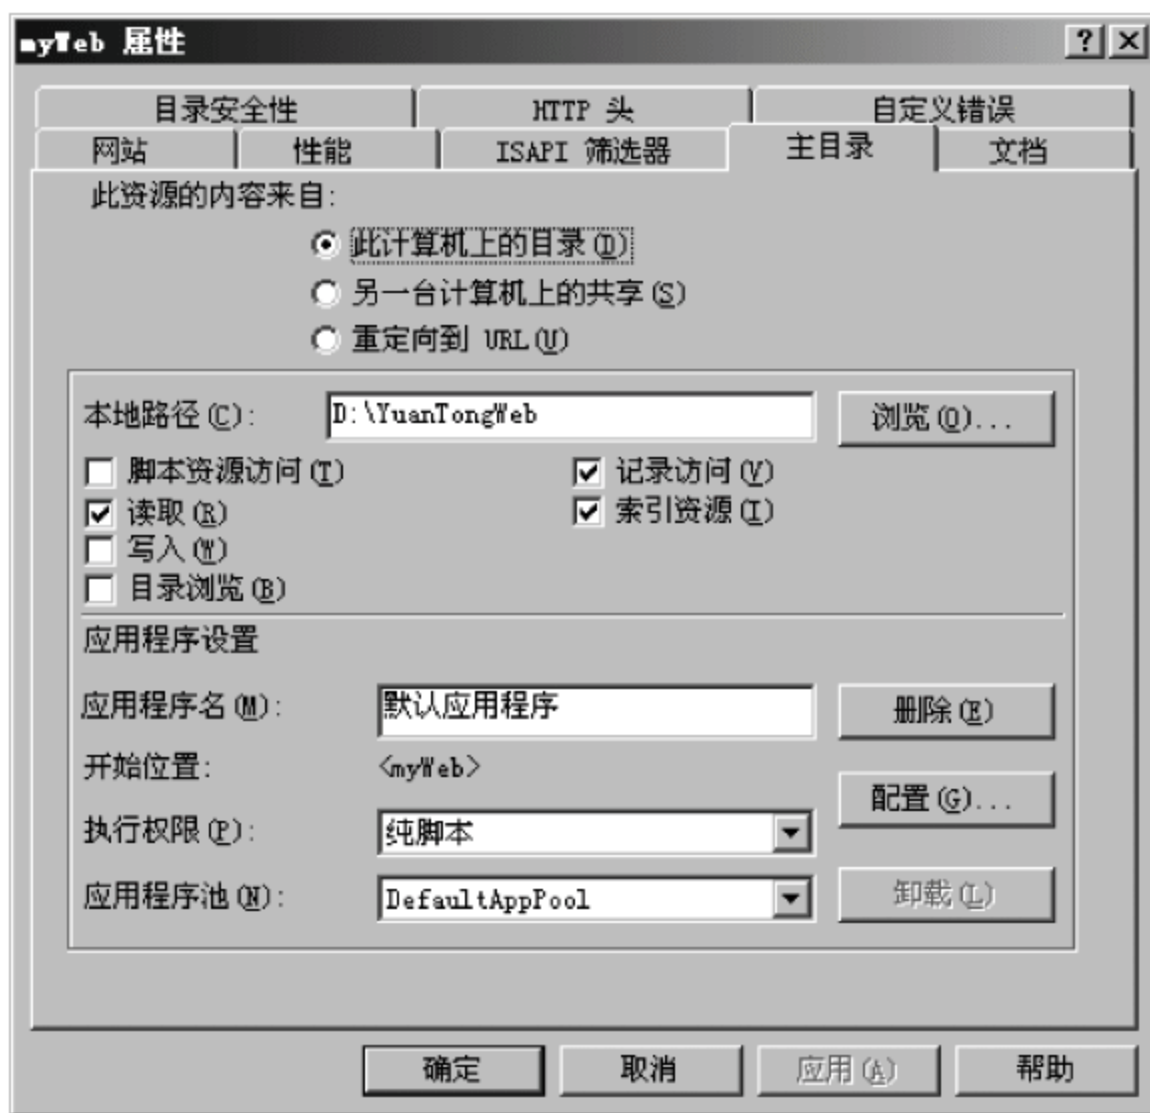 myWeb 属性
目录安全性 HTTP 头 自定义错误
网站 性能 ISAPI 筛选器 主目录 文档
此资源的内容来自:
此计算机上的目录(D)
另一台计算机上的共享(S)
重定向到 URL(U)
本地路径(C): D:\YuanTongWeb 浏览(O)...
脚本资源访问(T) 记录访问(V)
读取(R) 索引资源(I)
写入(W)
目录浏览(B)
应用程序设置
应用程序名(M): 默认应用程序 删除(E)
开始位置: <myWeb>
配置(G)...
执行权限(P): 纯脚本
应用程序池(N): DefaultAppPool 卸载(L)
确定 取消 应用(A) 帮助